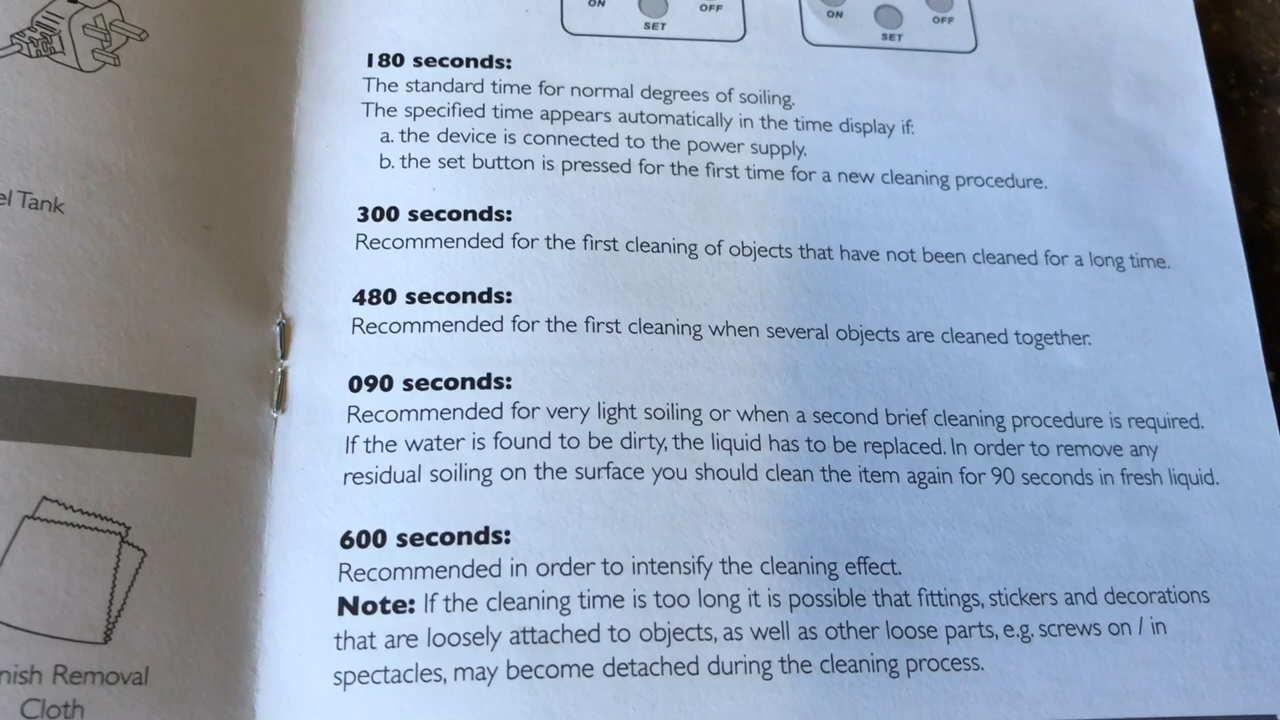 ON
SET
OFF
ON
SET
OFF
180 seconds:
The standard time for normal degrees of soiling.
The specified time appears automatically in the time display if:
a. the device is connected to the power supply.
b. the set button is pressed for the first time for a new cleaning procedure.
300 seconds:
Recommended for the first cleaning of objects that have not been cleaned for a long time.
480 seconds:
Recommended for the first cleaning when several objects are cleaned together.
090 seconds:
Recommended for very light soiling or when a second brief cleaning procedure is required.
If the water is found to be dirty, the liquid has to be replaced. In order to remove any
residual soiling on the surface you should clean the item again for 90 seconds in fresh liquid.
600 seconds:
Recommended in order to intensify the cleaning effect.
Note: If the cleaning time is too long it is possible that fittings, stickers and decorations
that are loosely attached to objects, as well as other loose parts, e.g. screws on / in
spectacles, may become detached during the cleaning process.
el Tank
nish Removal
Cloth